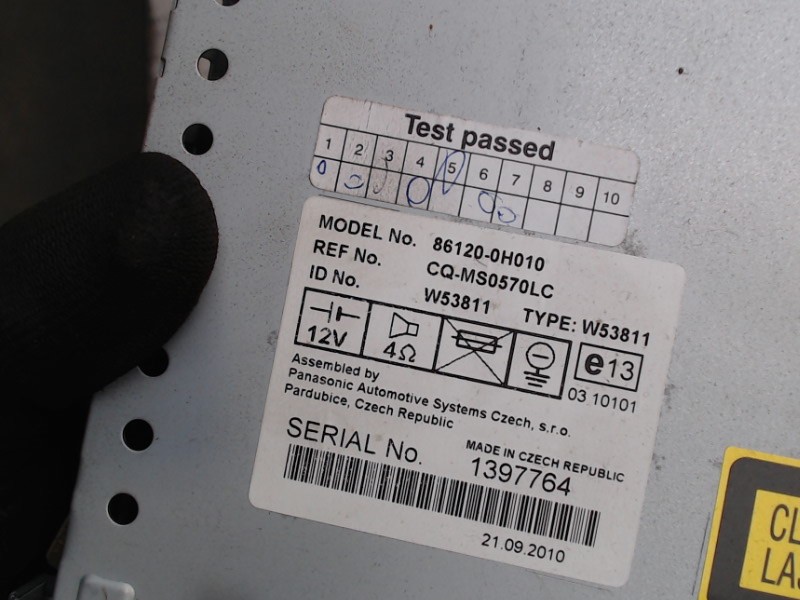 Test passed
1 2 3 4 5 6 7 8 9 10
MODEL No. 86120-0H010
REF No. CQ-MS0570LC
ID No. W53811 TYPE: W53811
12V 4Ω e13
03 10101
Assembled by
Panasonic Automotive Systems Czech, s.r.o.
Pardubice, Czech Republic
MADE IN CZECH REPUBLIC
SERIAL No. 1397764
21.09.2010
CL
LAS